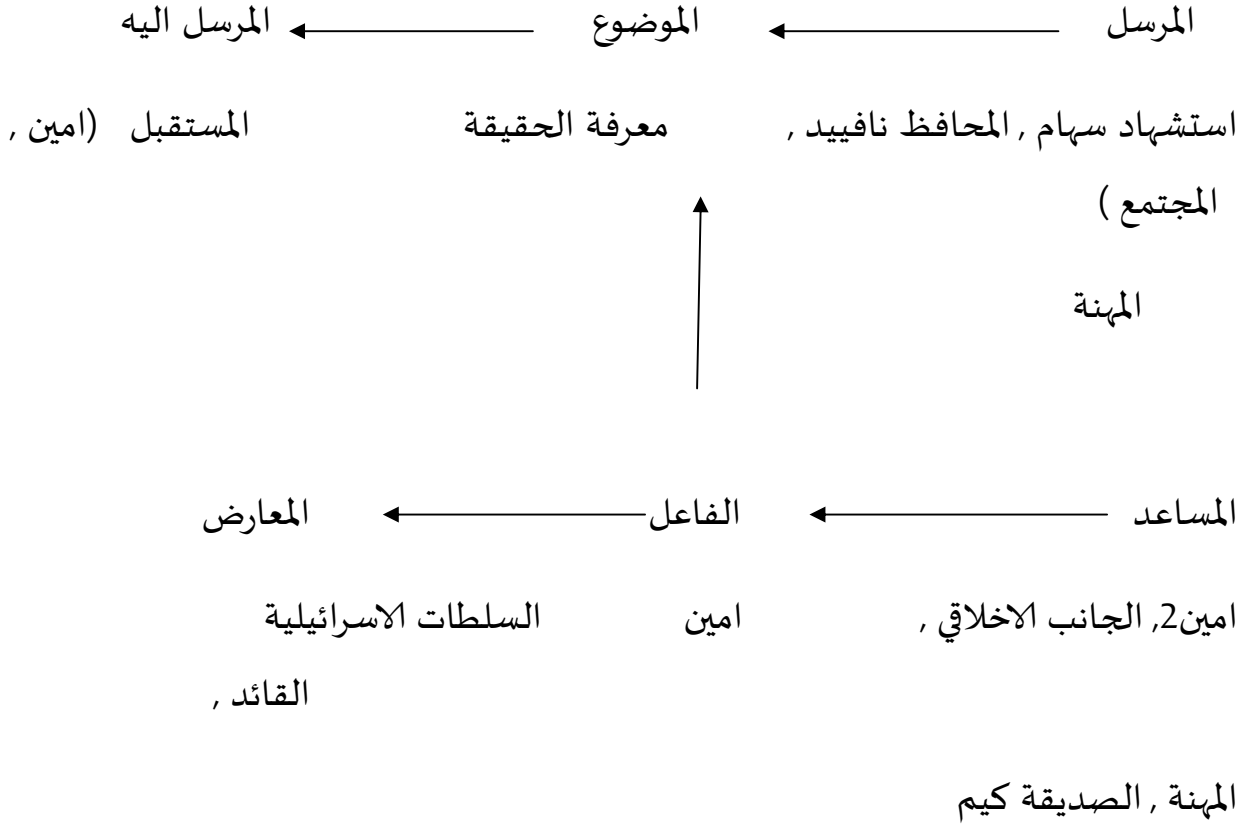 المرسل الموضوع المرسل اليه
استشهاد سهام , المحافظ نافييد , معرفة الحقيقة المستقبل (امين ,
المجتمع )
المهنة
المساعد الفاعل المعارض
امين2, الجانب الاخلاقي , امين السلطات الاسرائيلية
القائد ,
المهنة , الصديقة كيم